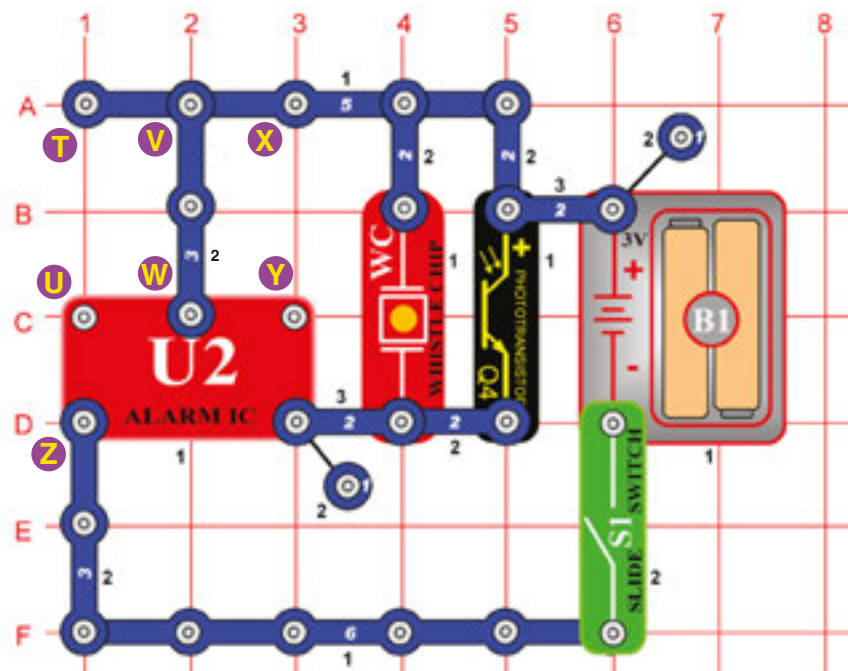 1 2 3 4 5 6 7 8
A
1
5
T V X
2 2
2 2
2 1
B
3
2
3V
+
-
B1
1
WC
WHISTLE CHIP
1
+
PHOTOTRANSISTOR
Q4
1
3 2
U W Y
C
U2
ALARM IC
1
D
3
2 2
2
Z
2 1
S1
SLIDE SWITCH
2
E
3 2
F
6
1